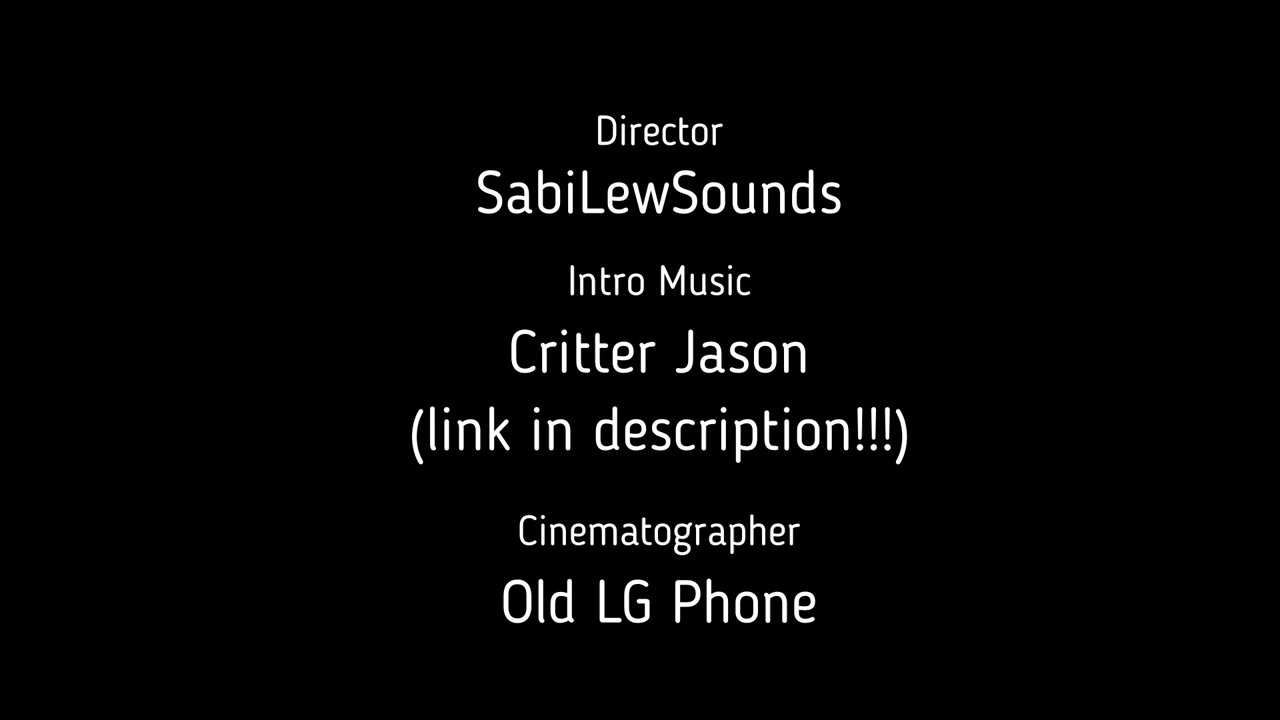 Director
SabiLewSounds
Intro Music
Critter Jason
(link in description!!!)
Cinematographer
Old LG Phone